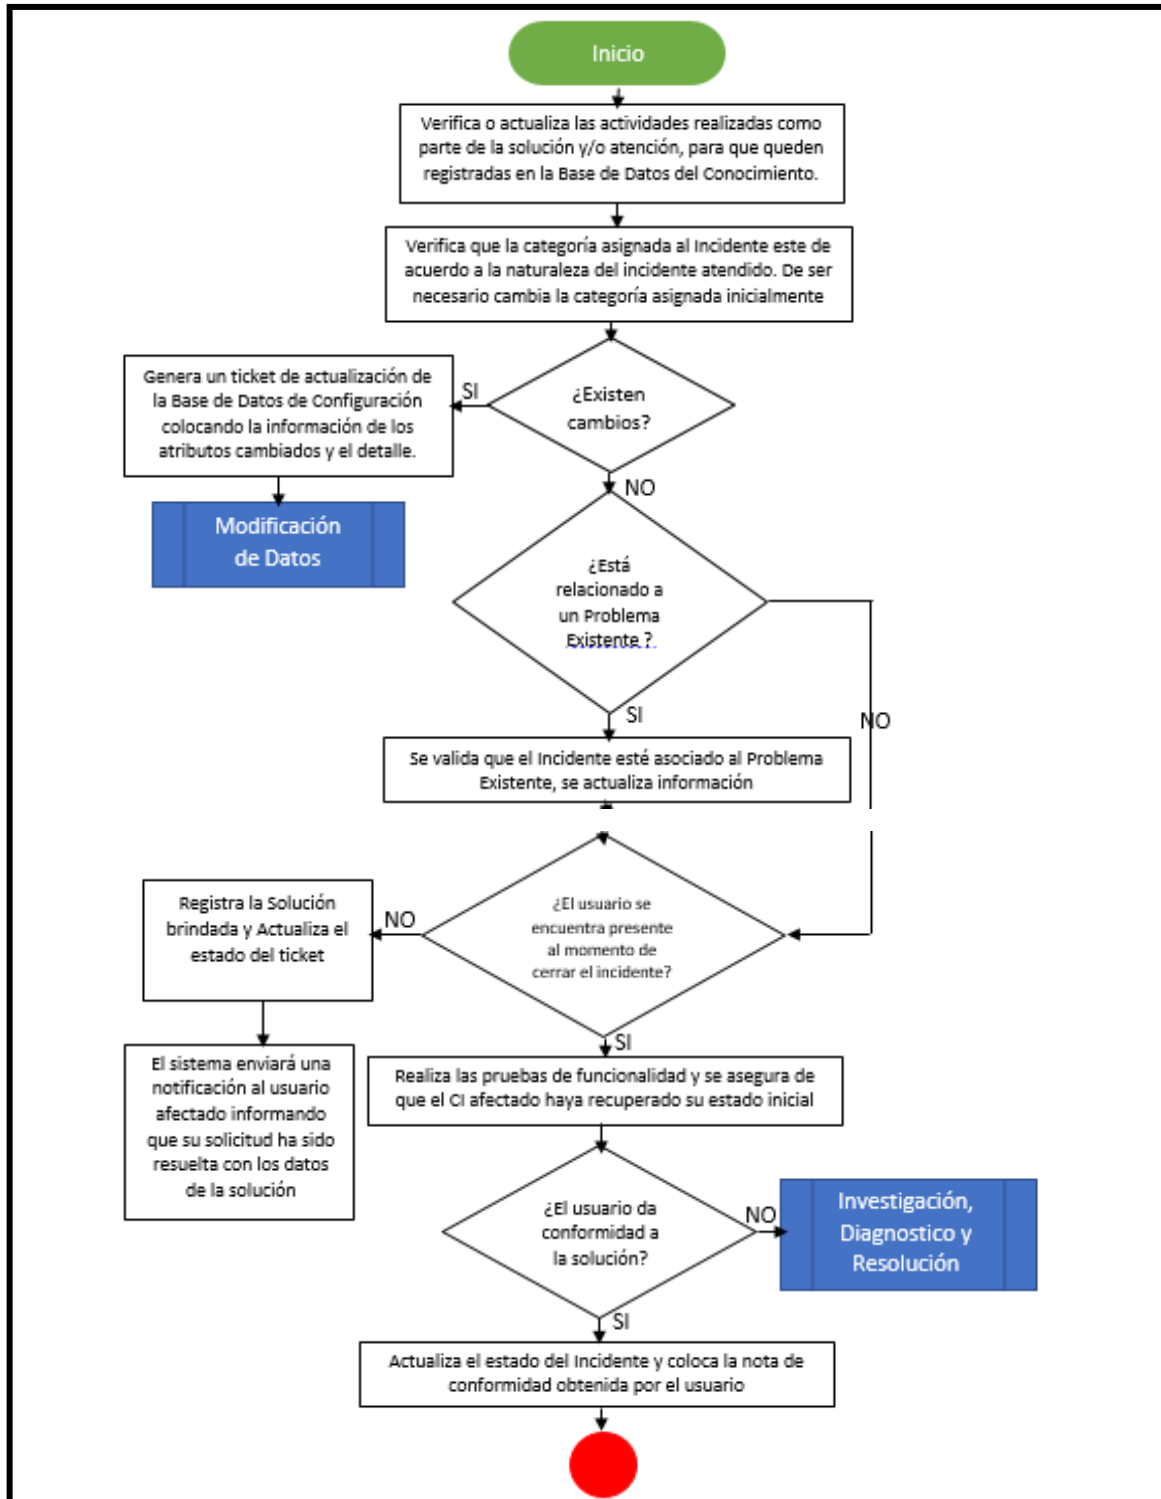 Inicio
Verifica o actualiza las actividades realizadas como
parte de la solución y/o atención, para que queden
registradas en la Base de Datos del Conocimiento.
Verifica que la categoría asignada al Incidente este de
acuerdo a la naturaleza del incidente atendido. De ser
necesario cambia la categoría asignada inicialmente
¿Existen
cambios?
SI
Genera un ticket de actualización de
la Base de Datos de Configuración
colocando la información de los
atributos cambiados y el detalle.
Modificación
de Datos
NO
¿Está
relacionado a
un Problema
Existente ?
NO
SI
Se valida que el Incidente esté asociado al Problema
Existente, se actualiza información
¿El usuario se
encuentra presente
al momento de
cerrar el incidente?
NO
Registra la Solución
brindada y Actualiza el
estado del ticket
El sistema enviará una
notificación al usuario
afectado informando
que su solicitud ha sido
resuelta con los datos
de la solución
SI
Realiza las pruebas de funcionalidad y se asegura de
que el CI afectado haya recuperado su estado inicial
¿El usuario da
conformidad a
la solución?
NO
Investigación,
Diagnostico y
Resolución
SI
Actualiza el estado del Incidente y coloca la nota de
conformidad obtenida por el usuario